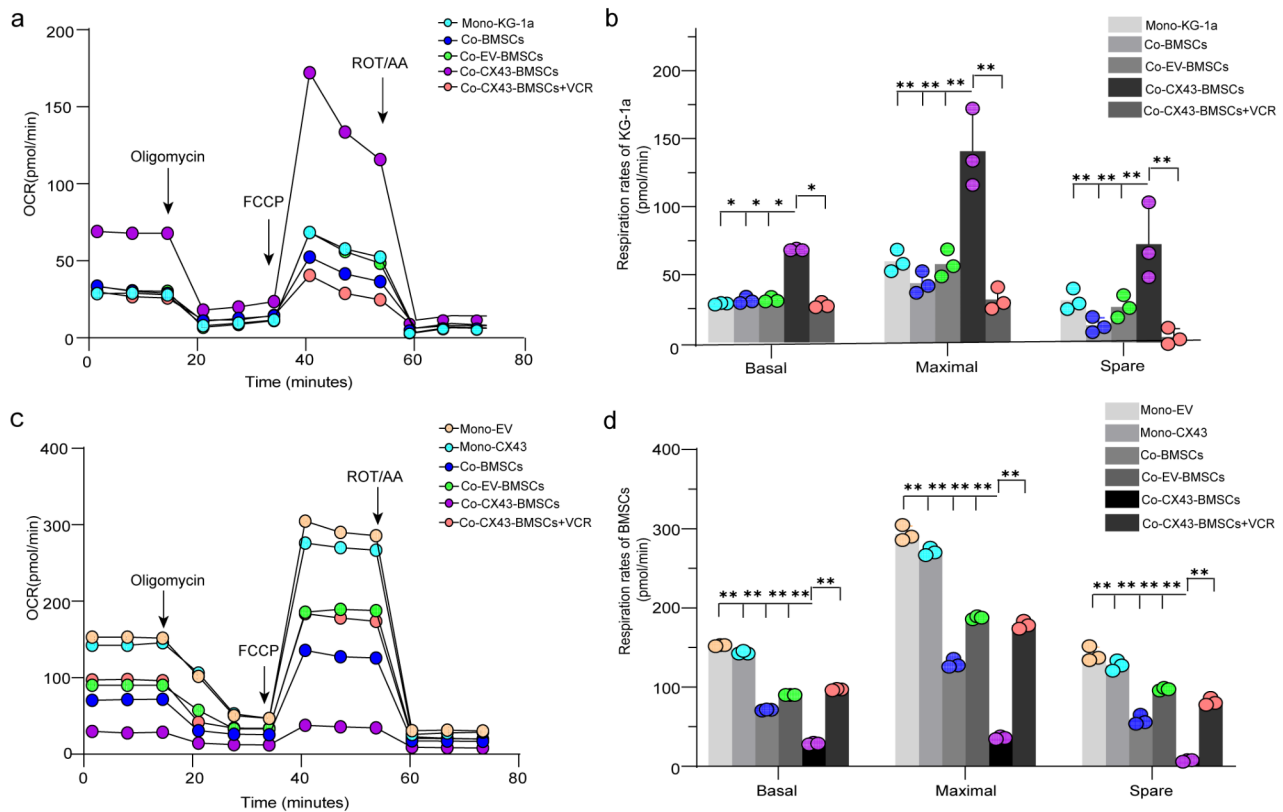 a
OCR(pmol/min)
200
150
100
50
0
Oligomycin
FCCP
ROT/AA
Mono-KG-1a
Co-BMSCs
Co-EV-BMSCs
Co-CX43-BMSCs
Co-CX43-BMSCs+VCR
0
20
40
60
80
Time (minutes)
b
Respiration rates of KG-1a
(pmol/min)
200
150
100
50
0
Mono-KG-1a
Co-BMSCs
Co-EV-BMSCs
Co-CX43-BMSCs
Co-CX43-BMSCs+VCR
* * * *
** ** ** **
** ** ** **
Basal
Maximal
Spare
c
OCR(pmol/min)
400
300
200
100
0
Oligomycin
FCCP
ROT/AA
Mono-EV
Mono-CX43
Co-BMSCs
Co-EV-BMSCs
Co-CX43-BMSCs
Co-CX43-BMSCs+VCR
0
20
40
60
80
Time (minutes)
d
Respiration rates of BMSCs
(pmol/min)
400
300
200
100
0
Mono-EV
Mono-CX43
Co-BMSCs
Co-EV-BMSCs
Co-CX43-BMSCs
Co-CX43-BMSCs+VCR
** ** ** ** **
** ** ** ** **
** ** ** ** **
Basal
Maximal
Spare